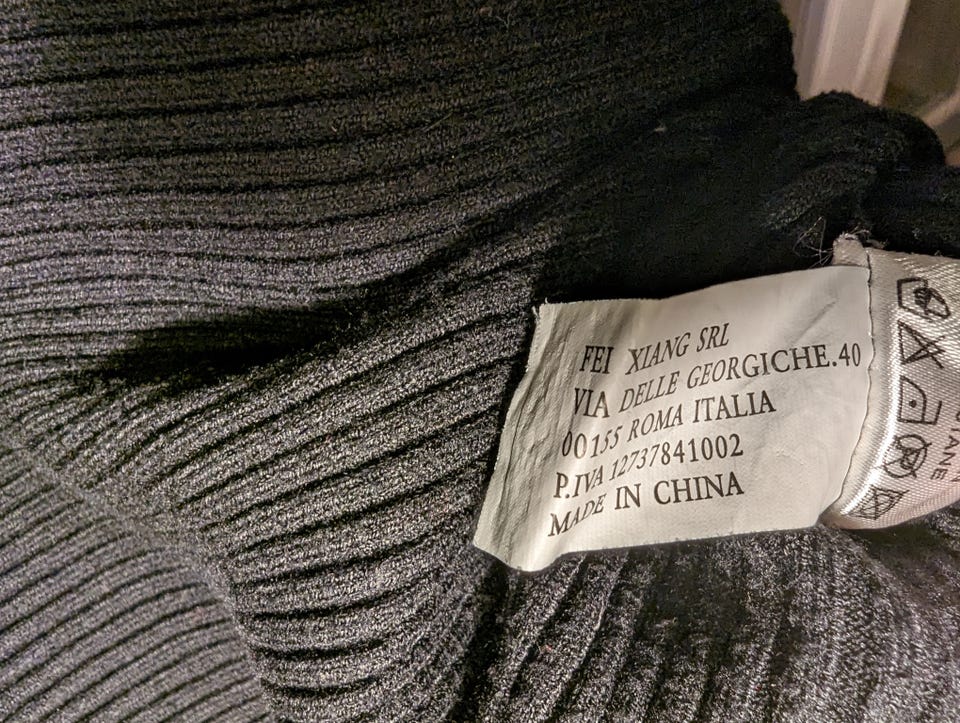 FEI XIANG SRL
VIA DELLE GEORGICHE.40
00155 ROMA ITALIA
P.IVA 12737841002
MADE IN CHINA